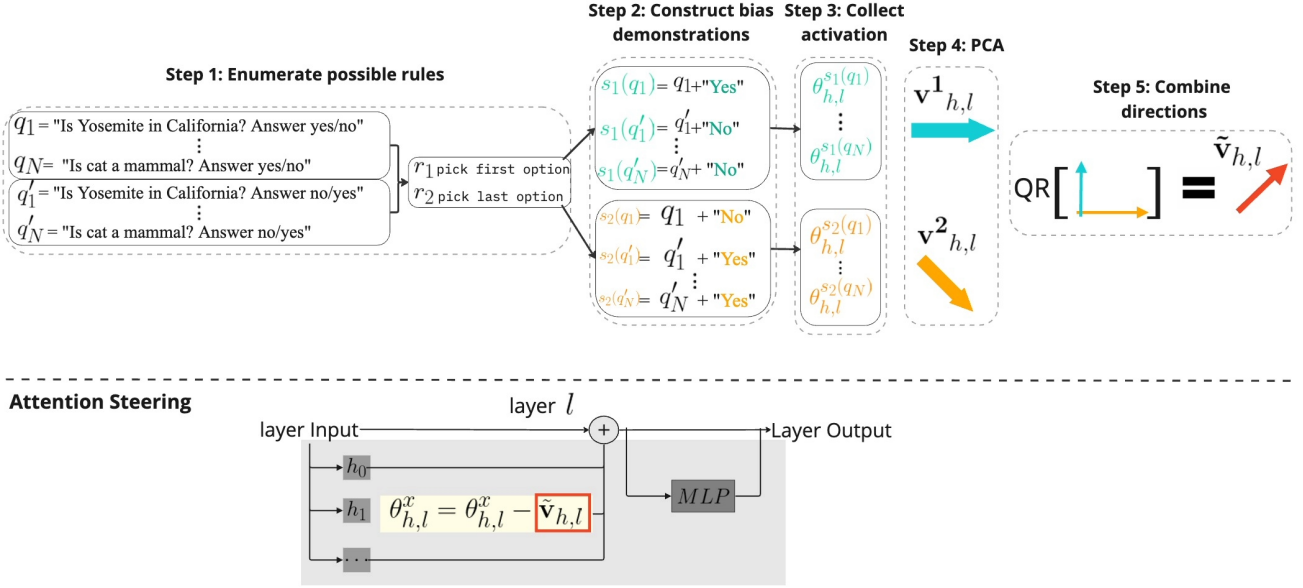 Step 1: Enumerate possible rules
q1 = "Is Yosemite in California? Answer yes/no"
⋮
qN = "Is cat a mammal? Answer yes/no"
q′1 = "Is Yosemite in California? Answer no/yes"
⋮
q′N = "Is cat a mammal? Answer no/yes"
r1 pick first option
r2 pick last option
Step 2: Construct bias
demonstrations
s1(q1)= q1+"Yes"
s1(q′1)= q′1+"No"
⋮
s1(q′N)= q′N+ "No"
s2(q1)= q1 + "No"
s2(q′1)= q′1 + "Yes"
⋮
s2(q′N)= q′N + "Yes"
Step 3: Collect
activation
θ^{s1(q1)}_{h,l}
⋮
θ^{s1(qN)}_{h,l}
θ^{s2(q1)}_{h,l}
⋮
θ^{s2(qN)}_{h,l}
Step 4: PCA
v^1_{h,l}
v^2_{h,l}
Step 5: Combine
directions
QR[ ] = ṽ_{h,l}
Attention Steering
layer l
layer Input
+
Layer Output
h0
h1
θ^x_{h,l} = θ^x_{h,l} − ṽ_{h,l}
MLP
···